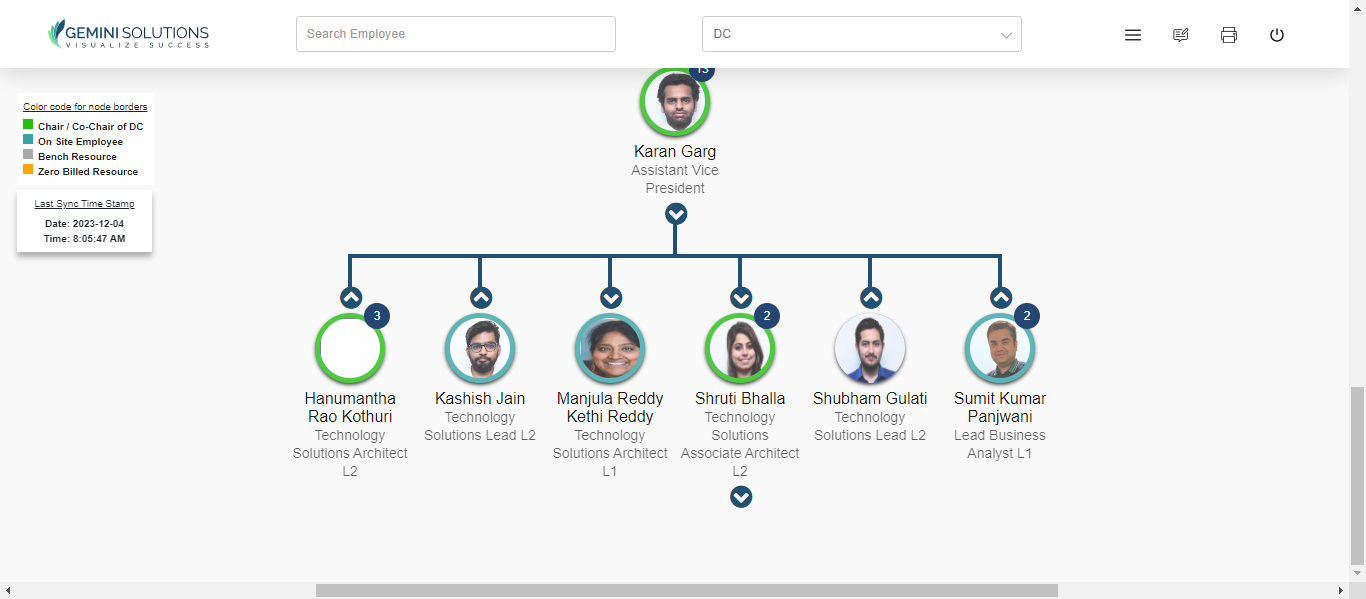 GEMINI SOLUTIONS
VISUALIZE SUCCESS
Search Employee
DC
Color code for node borders
Chair / Co-Chair of DC
On Site Employee
Bench Resource
Zero Billed Resource
Last Sync Time Stamp
Date: 2023-12-04
Time: 8:05:47 AM
13
Karan Garg
Assistant Vice
President
3
Hanumantha
Rao Kothuri
Technology
Solutions Architect
L2
Kashish Jain
Technology
Solutions Lead L2
Manjula Reddy
Kethi Reddy
Technology
Solutions Architect
L1
2
Shruti Bhalla
Technology
Solutions
Associate Architect
L2
Shubham Gulati
Technology
Solutions Lead L2
2
Sumit Kumar
Panjwani
Lead Business
Analyst L1